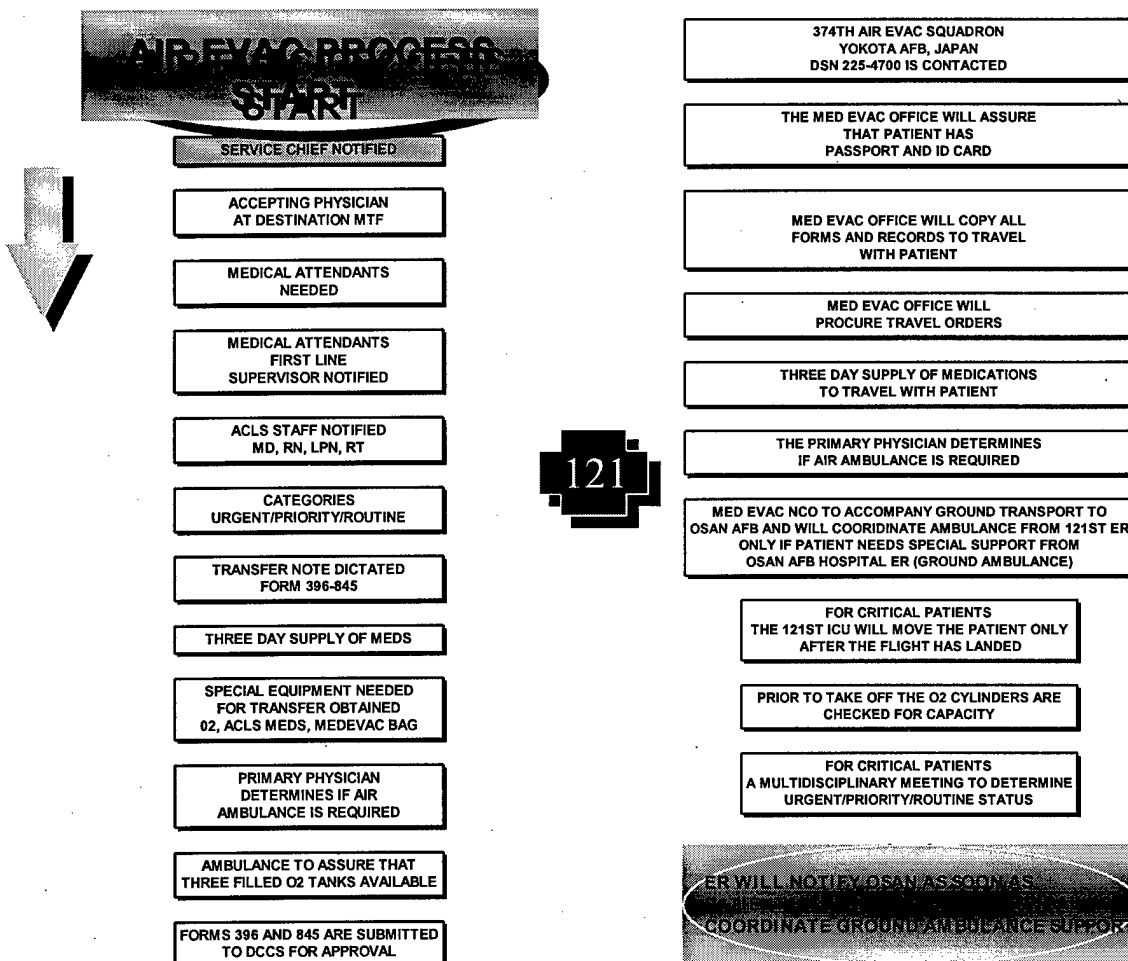 AIR EVAC PROCESS
START
SERVICE CHIEF NOTIFIED
ACCEPTING PHYSICIAN
AT DESTINATION MTF
MEDICAL ATTENDANTS
NEEDED
MEDICAL ATTENDANTS
FIRST LINE
SUPERVISOR NOTIFIED
ACLS STAFF NOTIFIED
MD, RN, LPN, RT
CATEGORIES
URGENT/PRIORITY/ROUTINE
TRANSFER NOTE DICTATED
FORM 396-845
THREE DAY SUPPLY OF MEDS
SPECIAL EQUIPMENT NEEDED
FOR TRANSFER OBTAINED
02, ACLS MEDS, MEDEVAC BAG
PRIMARY PHYSICIAN
DETERMINES IF AIR
AMBULANCE IS REQUIRED
AMBULANCE TO ASSURE THAT
THREE FILLED O2 TANKS AVAILABLE
FORMS 396 AND 845 ARE SUBMITTED
TO DCCS FOR APPROVAL
121
374TH AIR EVAC SQUADRON
YOKOTA AFB, JAPAN
DSN 225-4700 IS CONTACTED
THE MED EVAC OFFICE WILL ASSURE
THAT PATIENT HAS
PASSPORT AND ID CARD
MED EVAC OFFICE WILL COPY ALL
FORMS AND RECORDS TO TRAVEL
WITH PATIENT
MED EVAC OFFICE WILL
PROCURE TRAVEL ORDERS
THREE DAY SUPPLY OF MEDICATIONS
TO TRAVEL WITH PATIENT
THE PRIMARY PHYSICIAN DETERMINES
IF AIR AMBULANCE IS REQUIRED
MED EVAC NCO TO ACCOMPANY GROUND TRANSPORT TO
OSAN AFB AND WILL COORIDINATE AMBULANCE FROM 121ST ER
ONLY IF PATIENT NEEDS SPECIAL SUPPORT FROM
OSAN AFB HOSPITAL ER (GROUND AMBULANCE)
FOR CRITICAL PATIENTS
THE 121ST ICU WILL MOVE THE PATIENT ONLY
AFTER THE FLIGHT HAS LANDED
PRIOR TO TAKE OFF THE O2 CYLINDERS ARE
CHECKED FOR CAPACITY
FOR CRITICAL PATIENTS
A MULTIDISCIPLINARY MEETING TO DETERMINE
URGENT/PRIORITY/ROUTINE STATUS
ER WILL NOTIFY OSAN AS SOON AS
COORDINATE GROUND AMBULANCE SUPPOR